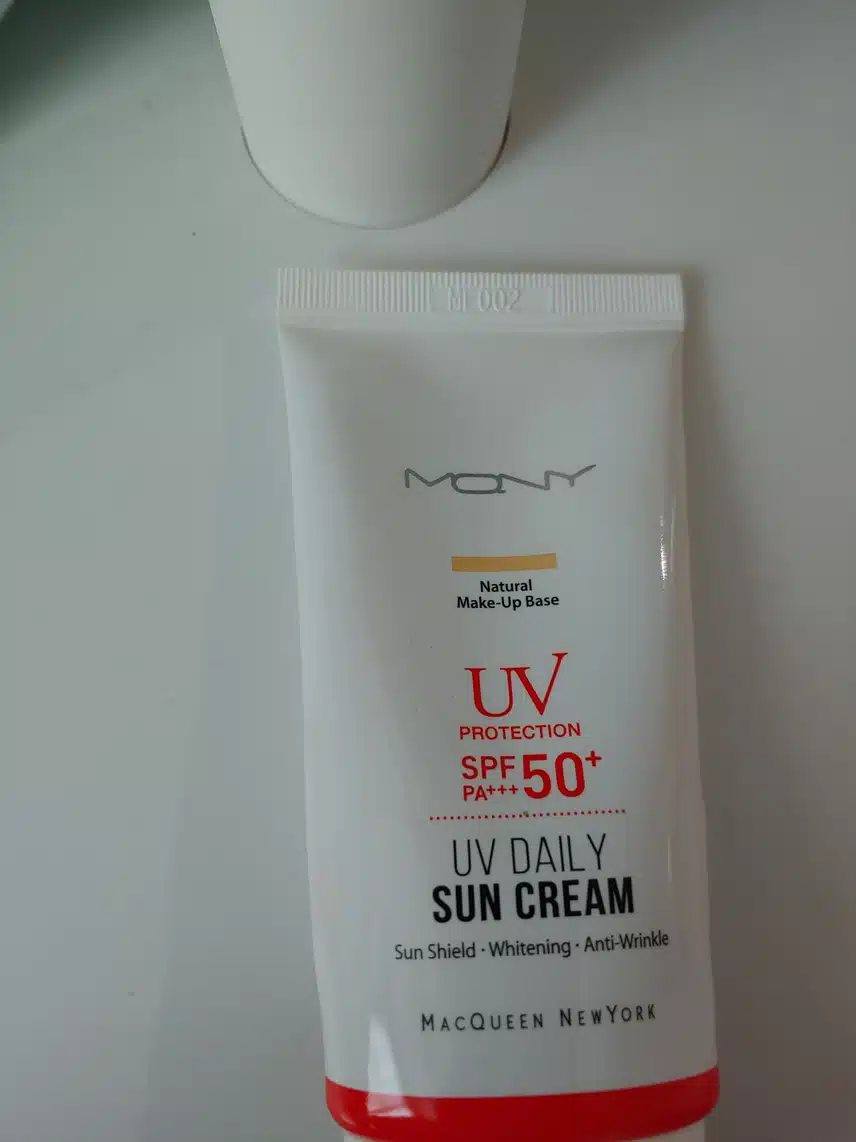 M 002
MQNY
Natural
Make-Up Base
UV
PROTECTION
SPF 50+
PA+++
UV DAILY
SUN CREAM
Sun Shield · Whitening · Anti-Wrinkle
MACQUEEN NEWYORK